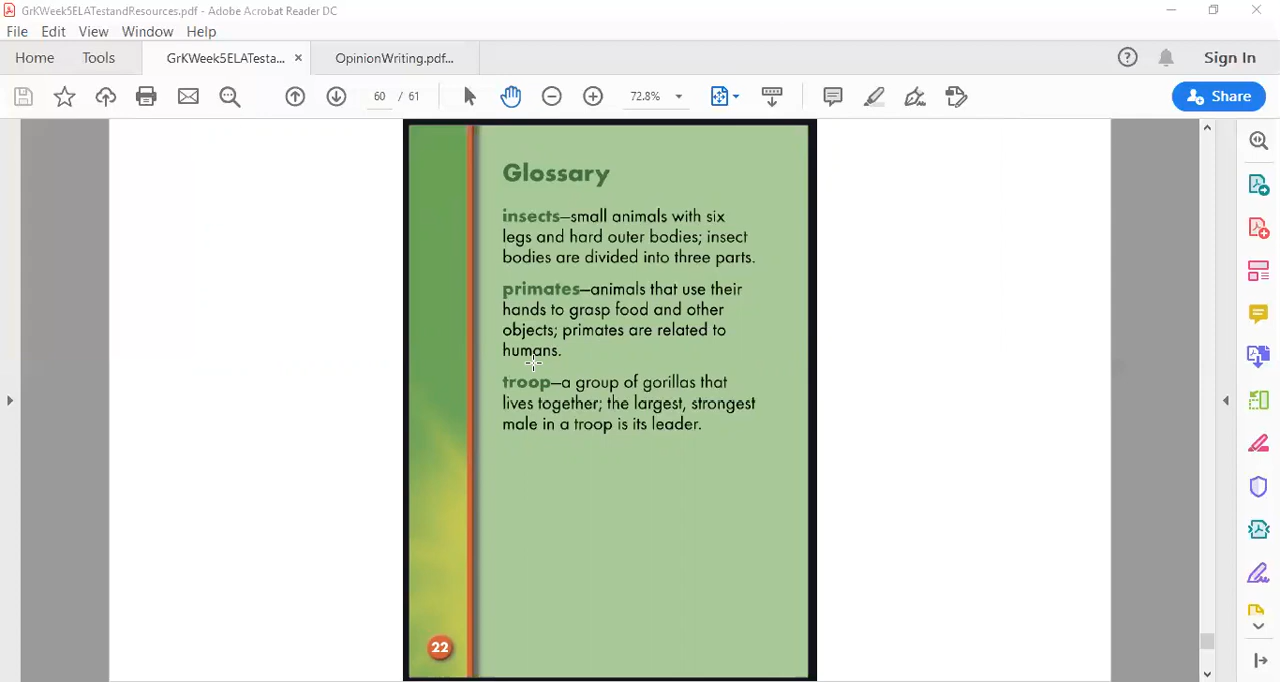 GrKWeek5ELATestandResources.pdf - Adobe Acrobat Reader DC
File Edit View Window Help
Home Tools GrKWeek5ELATesta... × OpinionWriting.pdf... Sign In
60 / 61 72.8% Share
Glossary
insects—small animals with six
legs and hard outer bodies; insect
bodies are divided into three parts.
primates—animals that use their
hands to grasp food and other
objects; primates are related to
humans.
troop—a group of gorillas that
lives together; the largest, strongest
male in a troop is its leader.
22